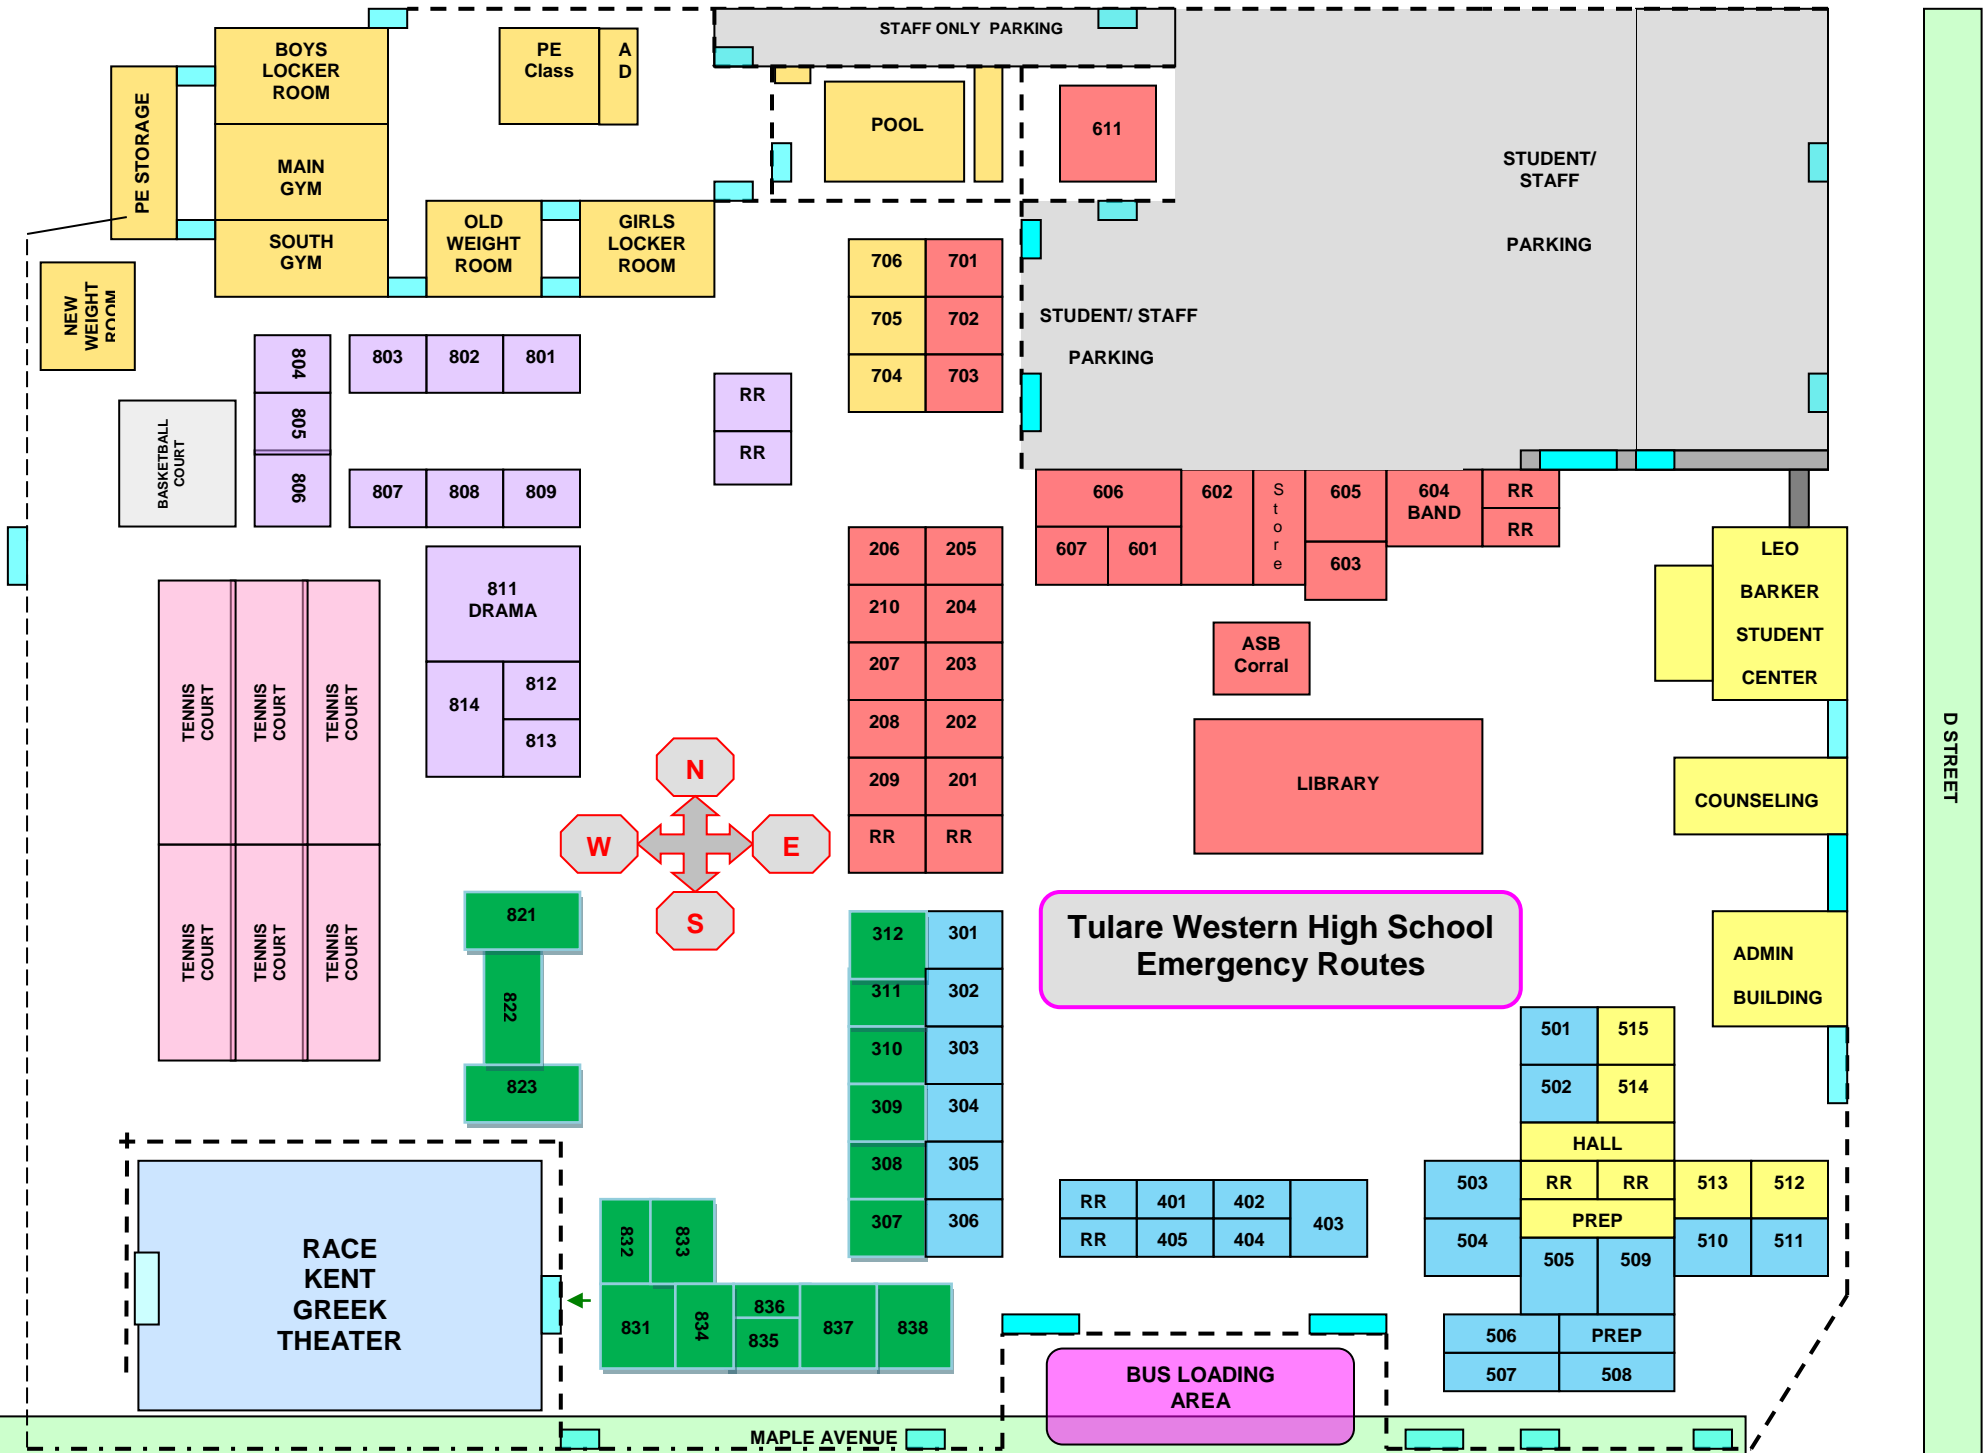 STAFF ONLY PARKING
BOYS
LOCKER
ROOM
PE
Class
A
D
PE STORAGE
MAIN
GYM
POOL
611
STUDENT/
STAFF
PARKING
SOUTH
GYM
OLD
WEIGHT
ROOM
GIRLS
LOCKER
ROOM
NEW
WEIGHT
ROOM
706 701
705 702
704 703
STUDENT/ STAFF
PARKING
804
803 802 801
805
806
RR
RR
BASKETBALL
COURT
807 808 809
606 602
Store
605
604
BAND
RR
RR
607 601
603
206 205
210 204
207 203
208 202
209 201
RR RR
811
DRAMA
814
812
813
ASB
Corral
LEO
BARKER
STUDENT
CENTER
TENNIS
COURT
TENNIS
COURT
TENNIS
COURT
D STREET
N
W E
S
LIBRARY
COUNSELING
TENNIS
COURT
TENNIS
COURT
TENNIS
COURT
821
822
823
312 301
311 302
310 303
309 304
308 305
307 306
Tulare Western High School
Emergency Routes
ADMIN
BUILDING
501 515
502 514
HALL
503 RR RR 513 512
PREP
504 505 509 510 511
506 PREP
507 508
RR 401 402 403
RR 405 404
RACE
KENT
GREEK
THEATER
832 833
831 834 836 837 838
835
BUS LOADING
AREA
MAPLE AVENUE